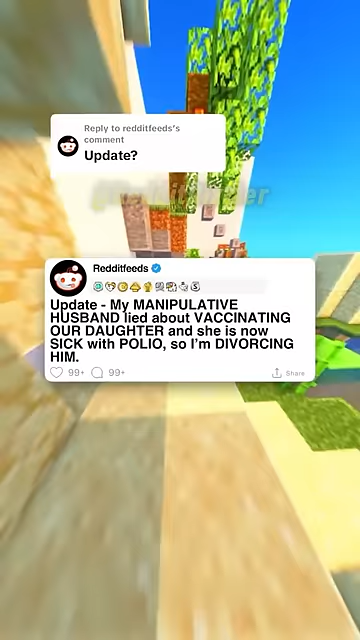 Reply to redditfeeds's
comment
Update?
Redditfeeds
Update - My MANIPULATIVE
HUSBAND lied about VACCINATING
OUR DAUGHTER and she is now
SICK with POLIO, so I'm DIVORCING
HIM.
99+ 99+ Share